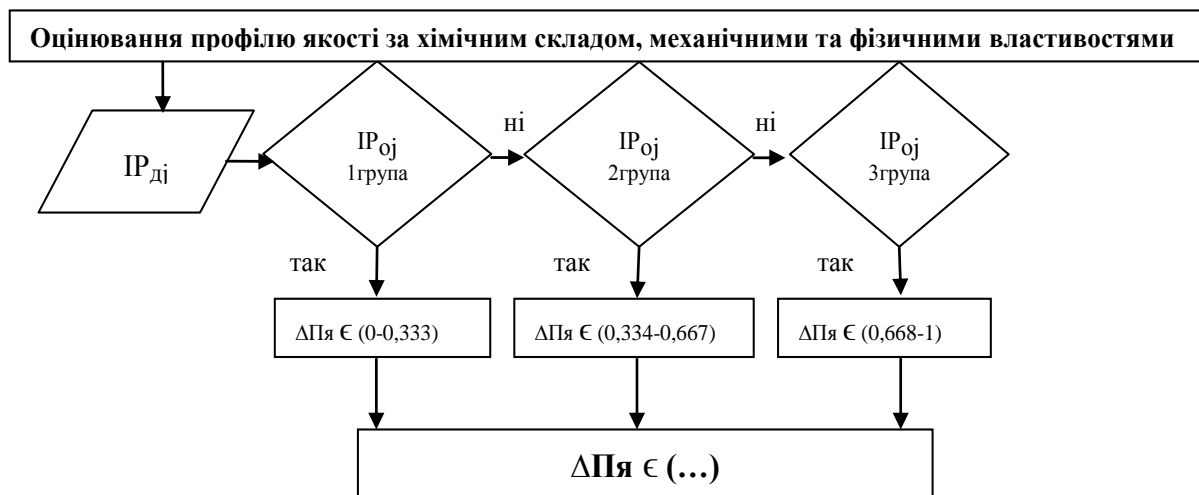 Оцінювання профілю якості за хімічним складом, механічними та фізичними властивостями
IPдј
IPoj
1група
ні
IPoj
2група
ні
IPoj
3група
так
так
так
ΔПя Є (0-0,333)
ΔПя Є (0,334-0,667)
ΔПя Є (0,668-1)
ΔПя є (…)